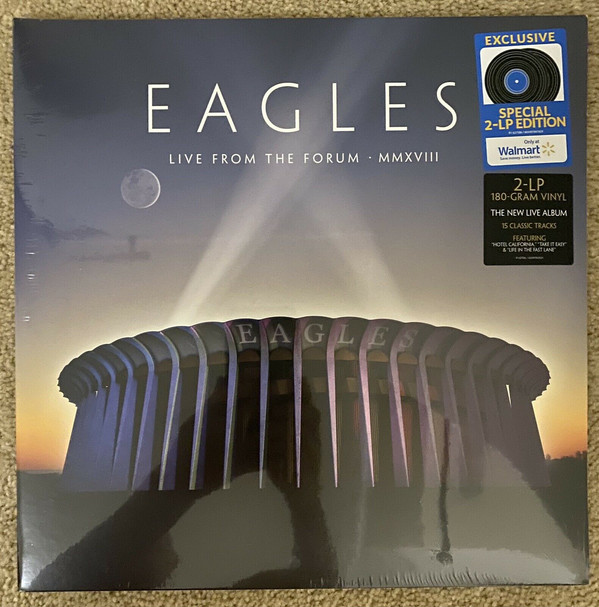 EAGLES
LIVE FROM THE FORUM · MMXVIII
EXCLUSIVE
SPECIAL
2-LP EDITION
Only at
Walmart
Save money. Live better.
2-LP
180-GRAM VINYL
THE NEW LIVE ALBUM
15 CLASSIC TRACKS
FEATURING
"HOTEL CALIFORNIA," "TAKE IT EASY"
& "LIFE IN THE FAST LANE"
EAGLES